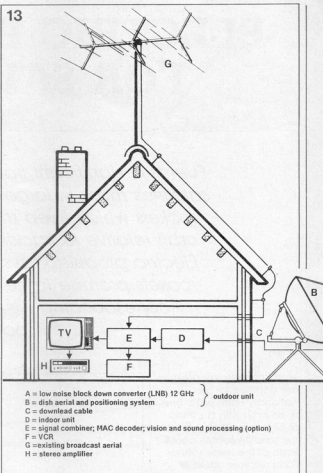 13
G
B
TV
E
D
C
H
F
A = low noise block down converter (LNB) 12 GHz
B = dish aerial and positioning system
outdoor unit
C = downlead cable
D = indoor unit
E = signal combiner; MAC decoder; vision and sound processing (option)
F = VCR
G =existing broadcast aerial
H = stereo amplifier